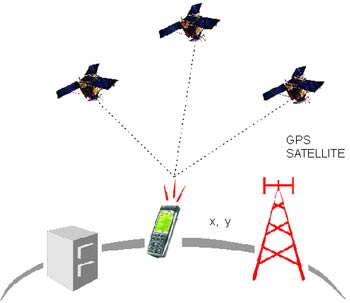 GPS
SATELLITE
x, y